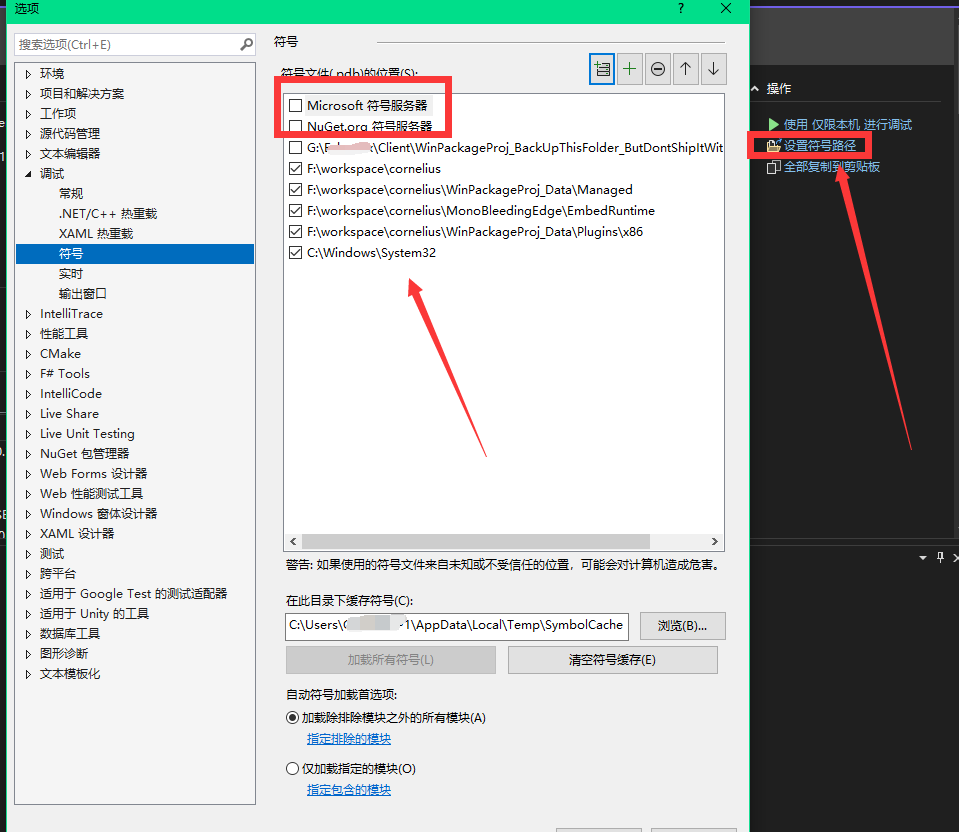 选项
?
搜索选项(Ctrl+E)
环境
项目和解决方案
工作项
源代码管理
文本编辑器
调试
常规
.NET/C++ 热重载
XAML 热重载
符号
实时
输出窗口
IntelliTrace
性能工具
CMake
F# Tools
IntelliCode
Live Share
Live Unit Testing
NuGet 包管理器
Web Forms 设计器
Web 性能测试工具
Windows 窗体设计器
XAML 设计器
测试
跨平台
适用于 Google Test 的测试适配器
适用于 Unity 的工具
数据库工具
图形诊断
文本模板化
符号
符号文件(.pdb)的位置(S):
Microsoft 符号服务器
NuGet.org 符号服务器
\Client\WinPackageProj_BackUpThisFolder_ButDontShipItWit
F:\workspace\cornelius
F:\workspace\cornelius\WinPackageProj_Data\Managed
F:\workspace\cornelius\MonoBleedingEdge\EmbedRuntime
F:\workspace\cornelius\WinPackageProj_Data\Plugins\x86
C:\Windows\System32
警告: 如果使用的符号文件来自未知或不受信任的位置，可能会对计算机造成危害。
在此目录下缓存符号(C):
C:\Users\ ~1\AppData\Local\Temp\SymbolCache
浏览(B)...
加载所有符号(L)
清空符号缓存(E)
自动符号加载首选项:
加载除排除模块之外的所有模块(A)
指定排除的模块
仅加载指定的模块(O)
指定包含的模块
操作
使用 仅限本机 进行调试
设置符号路径
全部复制到剪贴板